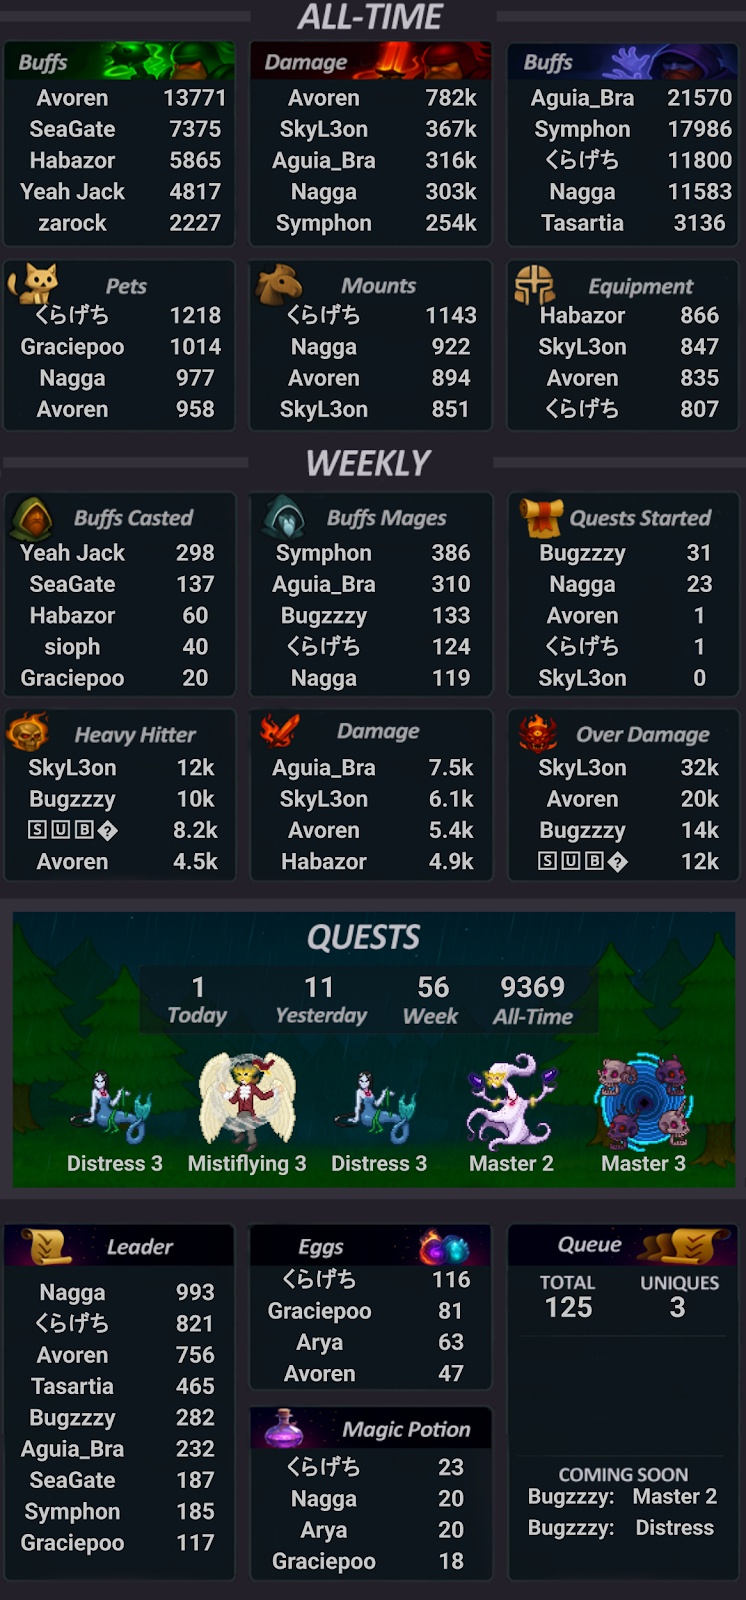 ALL-TIME
Buffs
Avoren 13771
SeaGate 7375
Habazor 5865
Yeah Jack 4817
zarock 2227
Damage
Avoren 782k
SkyL3on 367k
Aguia_Bra 316k
Nagga 303k
Symphon 254k
Buffs
Aguia_Bra 21570
Symphon 17986
くらげち 11800
Nagga 11583
Tasartia 3136
Pets
くらげち 1218
Graciepoo 1014
Nagga 977
Avoren 958
Mounts
くらげち 1143
Nagga 922
Avoren 894
SkyL3on 851
Equipment
Habazor 866
SkyL3on 847
Avoren 835
くらげち 807
WEEKLY
Buffs Casted
Yeah Jack 298
SeaGate 137
Habazor 60
sioph 40
Graciepoo 20
Buffs Mages
Symphon 386
Aguia_Bra 310
Bugzzzy 133
くらげち 124
Nagga 119
Quests Started
Bugzzzy 31
Nagga 23
Avoren 1
くらげち 1
SkyL3on 0
Heavy Hitter
SkyL3on 12k
Bugzzzy 10k
🅂🅄🄱� 8.2k
Avoren 4.5k
Damage
Aguia_Bra 7.5k
SkyL3on 6.1k
Avoren 5.4k
Habazor 4.9k
Over Damage
SkyL3on 32k
Avoren 20k
Bugzzzy 14k
🅂🅄🄱� 12k
QUESTS
1 11 56 9369
Today Yesterday Week All-Time
Distress 3 Mistiflying 3 Distress 3 Master 2 Master 3
Leader
Nagga 993
くらげち 821
Avoren 756
Tasartia 465
Bugzzzy 282
Aguia_Bra 232
SeaGate 187
Symphon 185
Graciepoo 117
Eggs
くらげち 116
Graciepoo 81
Arya 63
Avoren 47
Magic Potion
くらげち 23
Nagga 20
Arya 20
Graciepoo 18
Queue
TOTAL UNIQUES
125 3
COMING SOON
Bugzzzy: Master 2
Bugzzzy: Distress